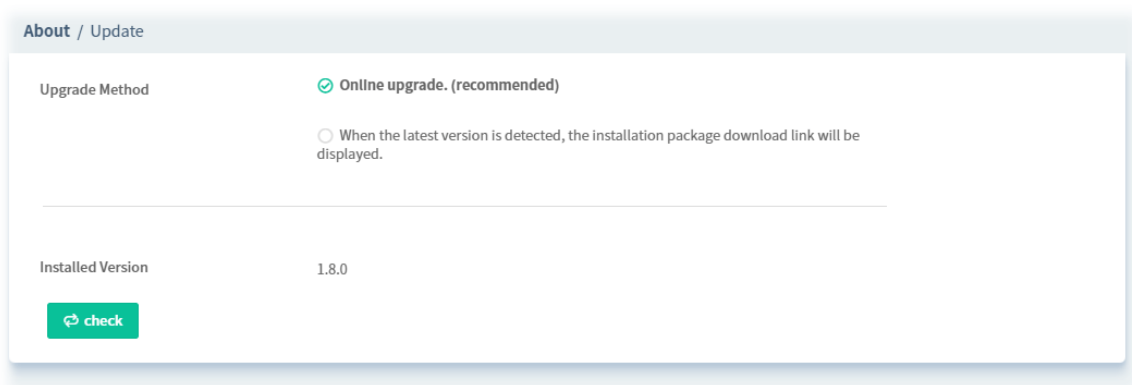 About / Update
Upgrade Method
Online upgrade. (recommended)
When the latest version is detected, the installation package download link will be
displayed.
Installed Version
1.8.0
check